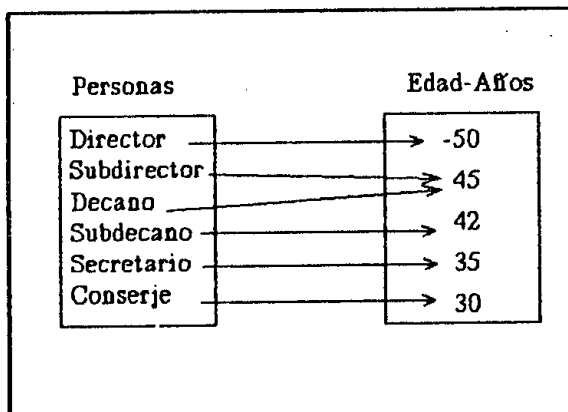 Personas Edad-Años
Director -50
Subdirector 45
Decano
Subdecano 42
Secretario 35
Conserje 30